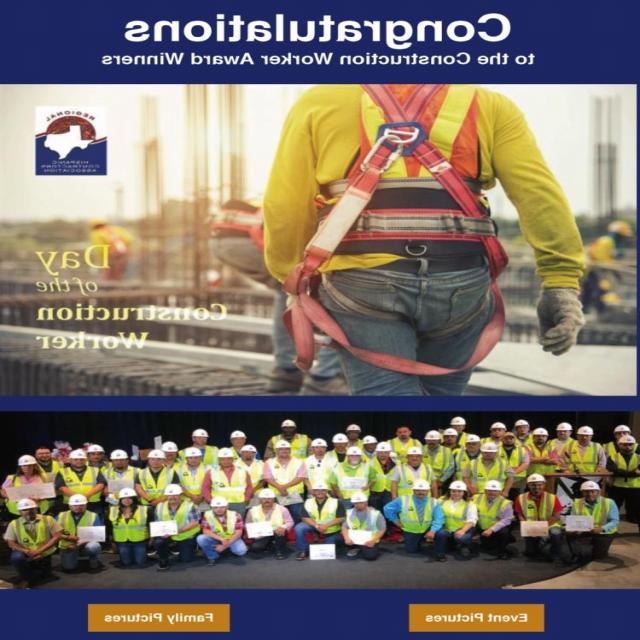 Congratulations
to the Construction Worker Award Winners
REGIONAL
HISPANIC
CONTRACTORS
ASSOCIATION
Day
of the
Construction
Worker
Event Pictures
Family Pictures